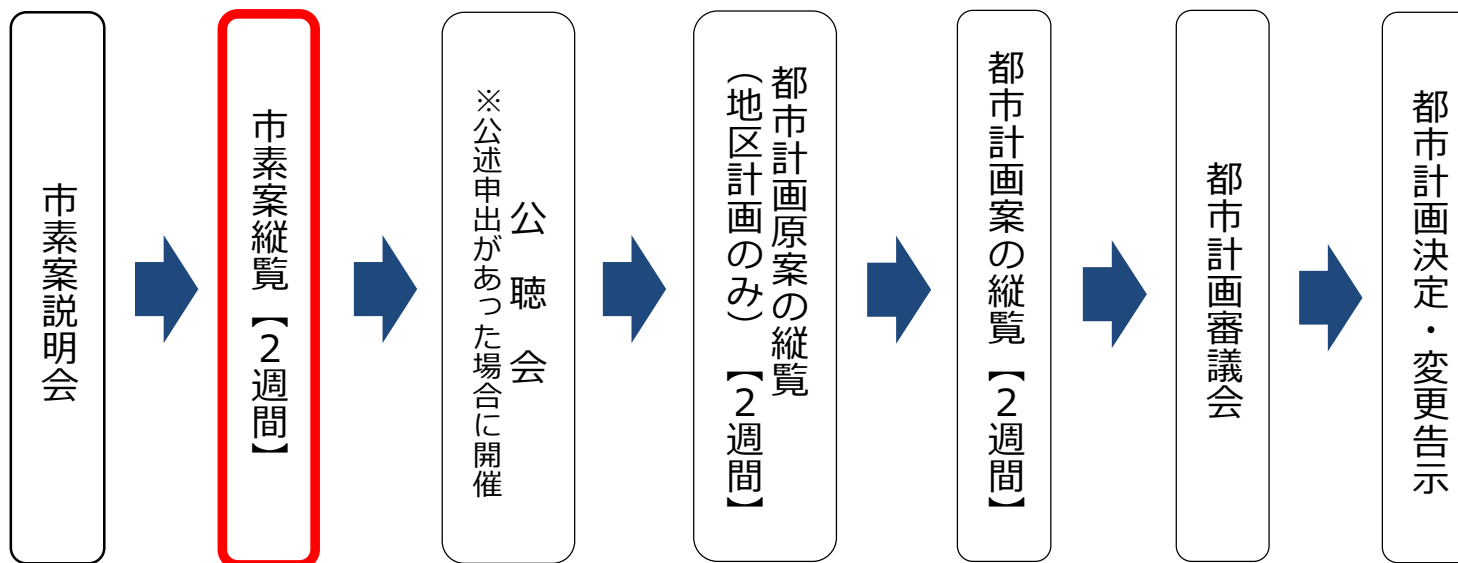 市素案説明会
市素案縦覧【2週間】
公聴会
※公述申出があった場合に開催
都市計画原案の縦覧
（地区計画のみ）【2週間】
都市計画案の縦覧【2週間】
都市計画審議会
都市計画決定・変更告示